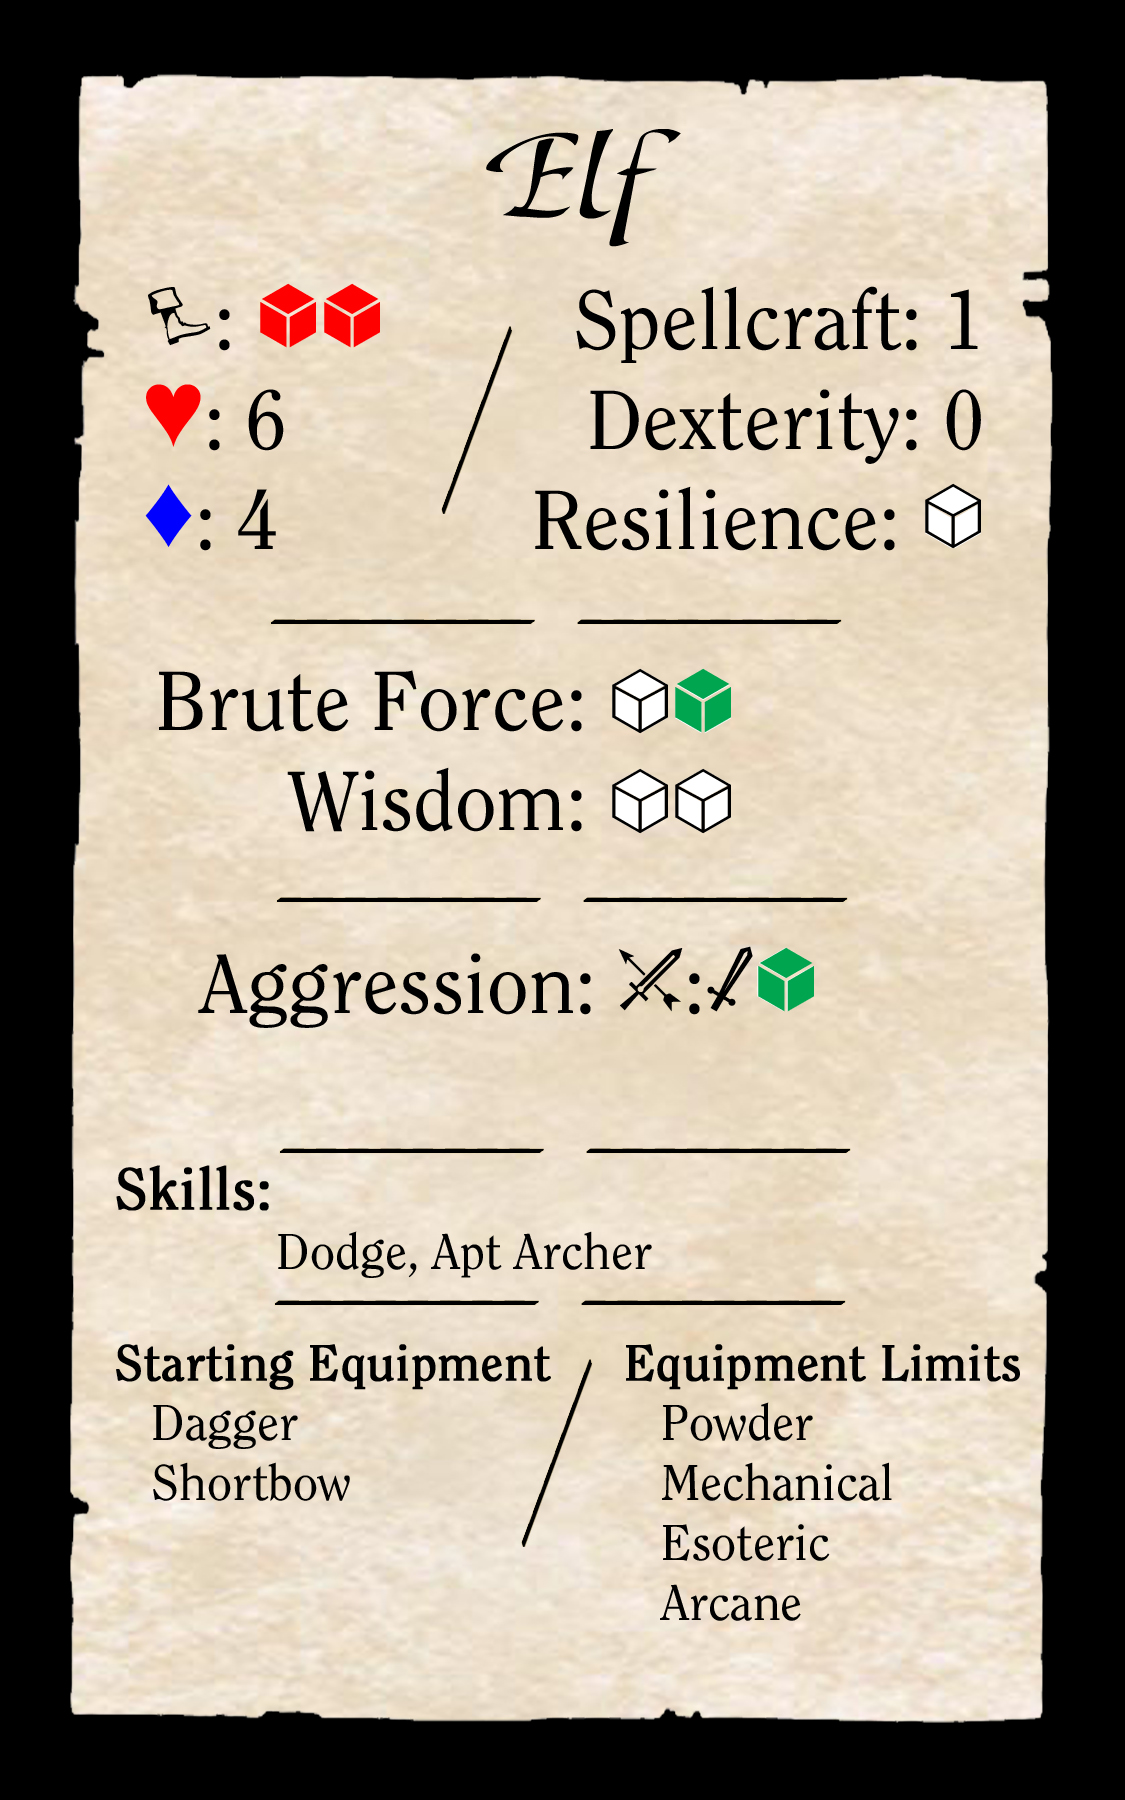 Elf
: 
Spellcraft: 1
♥: 6
Dexterity: 0
♦: 4
Resilience:
Brute Force:
Wisdom:
Aggression: :
Skills:
Dodge, Apt Archer
Starting Equipment
Dagger
Shortbow
Equipment Limits
Powder
Mechanical
Esoteric
Arcane